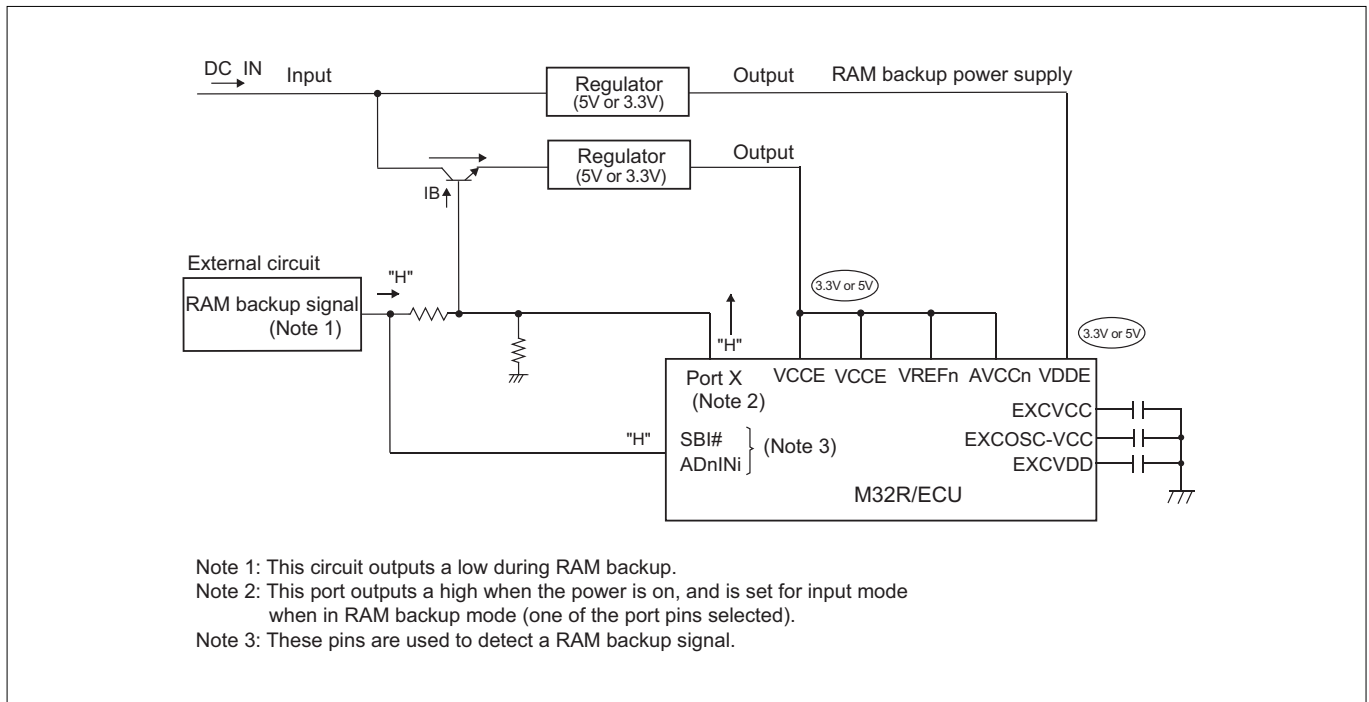 DC IN
Input
Regulator
(5V or 3.3V)
Output
RAM backup power supply
Regulator
(5V or 3.3V)
Output
IB
External circuit
RAM backup signal
(Note 1)
"H"
"H"
3.3V or 5V
3.3V or 5V
Port X
(Note 2)
VCCE
VCCE
VREFn
AVCCn
VDDE
"H"
SBI#
ADnINi
(Note 3)
EXCVCC
EXCOSC-VCC
EXCVDD
M32R/ECU
Note 1: This circuit outputs a low during RAM backup.
Note 2: This port outputs a high when the power is on, and is set for input mode
when in RAM backup mode (one of the port pins selected).
Note 3: These pins are used to detect a RAM backup signal.